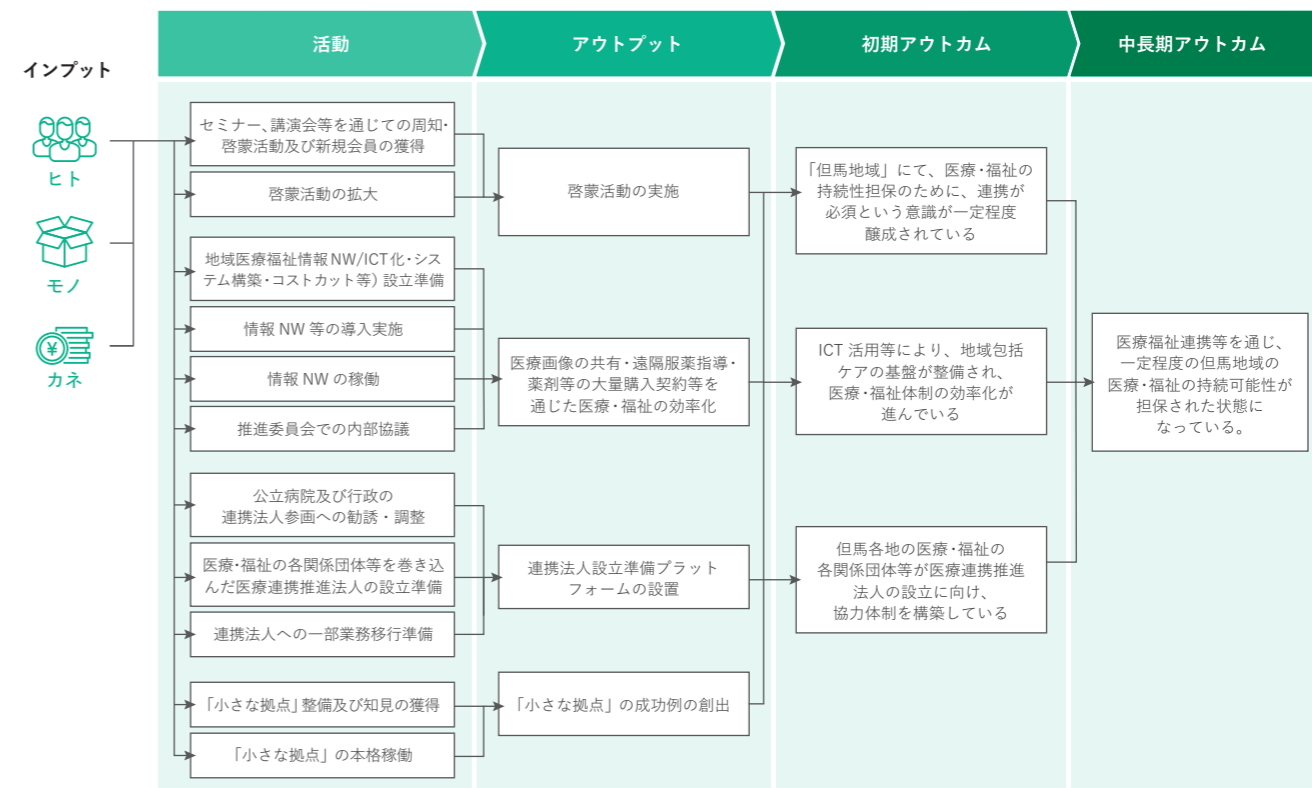 インプット
活動
アウトプット
初期アウトカム
中長期アウトカム
ヒト
モノ
カネ
セミナー、講演会等を通じての周知・
啓蒙活動及び新規会員の獲得
啓蒙活動の拡大
地域医療福祉情報NW/ICT化・シス
テム構築・コストカット等）設立準備
情報 NW 等の導入実施
情報 NW の稼働
推進委員会での内部協議
公立病院及び行政の
連携法人参画への勧誘・調整
医療・福祉の各関係団体等を巻き込
んだ医療連携推進法人の設立準備
連携法人への一部業務移行準備
「小さな拠点」整備及び知見の獲得
「小さな拠点」の本格稼働
啓蒙活動の実施
医療画像の共有・遠隔服薬指導・
薬剤等の大量購入契約等を
通じた医療・福祉の効率化
連携法人設立準備プラット
フォームの設置
「小さな拠点」の成功例の創出
「但馬地域」にて、医療・福祉の
持続性担保のために、連携が
必須という意識が一定程度
醸成されている
ICT 活用等により、地域包括
ケアの基盤が整備され、
医療・福祉体制の効率化が
進んでいる
但馬各地の医療・福祉の
各関係団体等が医療連携推進
法人の設立に向け、
協力体制を構築している
医療福祉連携等を通じ、
一定程度の但馬地域の
医療・福祉の持続可能性が
担保された状態に
なっている。